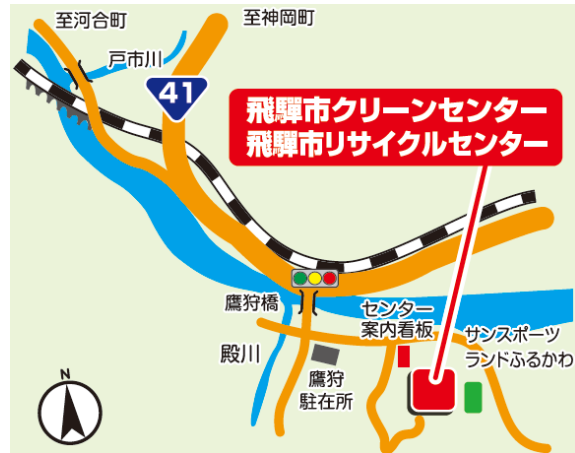 至河合町
至神岡町
戸市川
41
飛騨市クリーンセンター
飛騨市リサイクルセンター
鷹狩橋
センター
案内看板
サンスポーツ
ランドふるかわ
殿川
鷹狩
駐在所
N